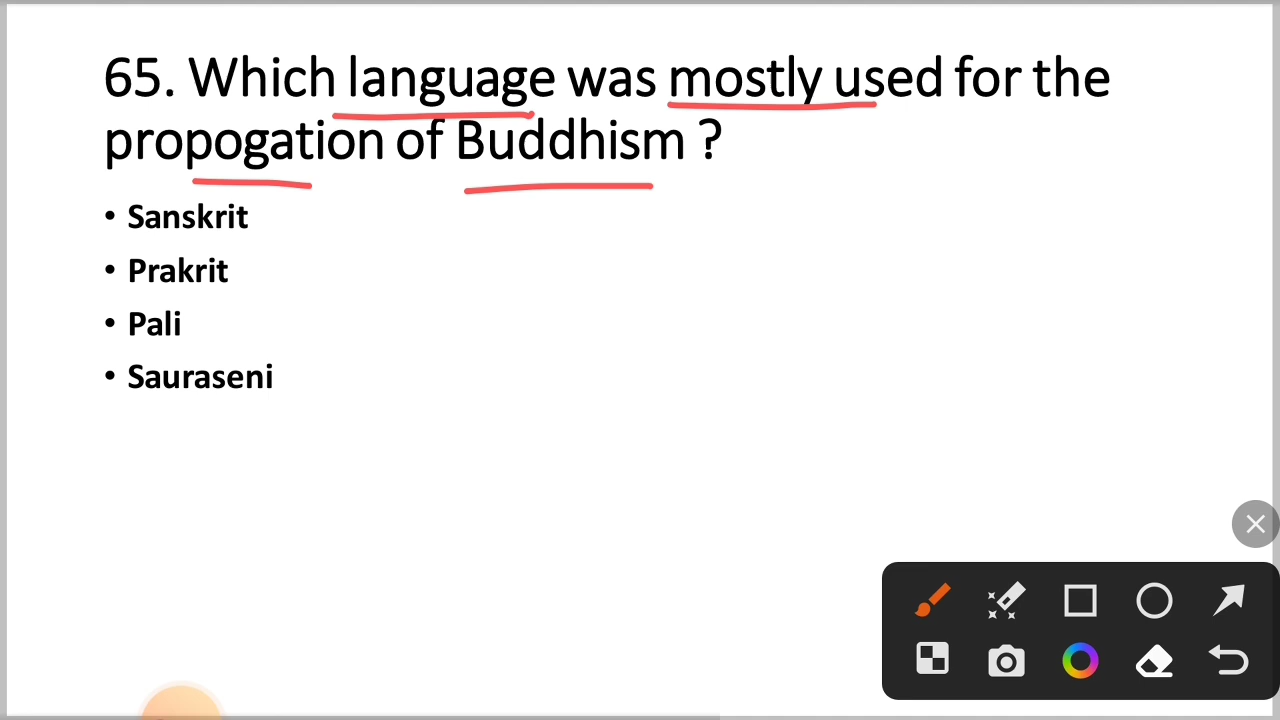 65. Which language was mostly used for the
propogation of Buddhism ?
• Sanskrit
• Prakrit
• Pali
• Sauraseni